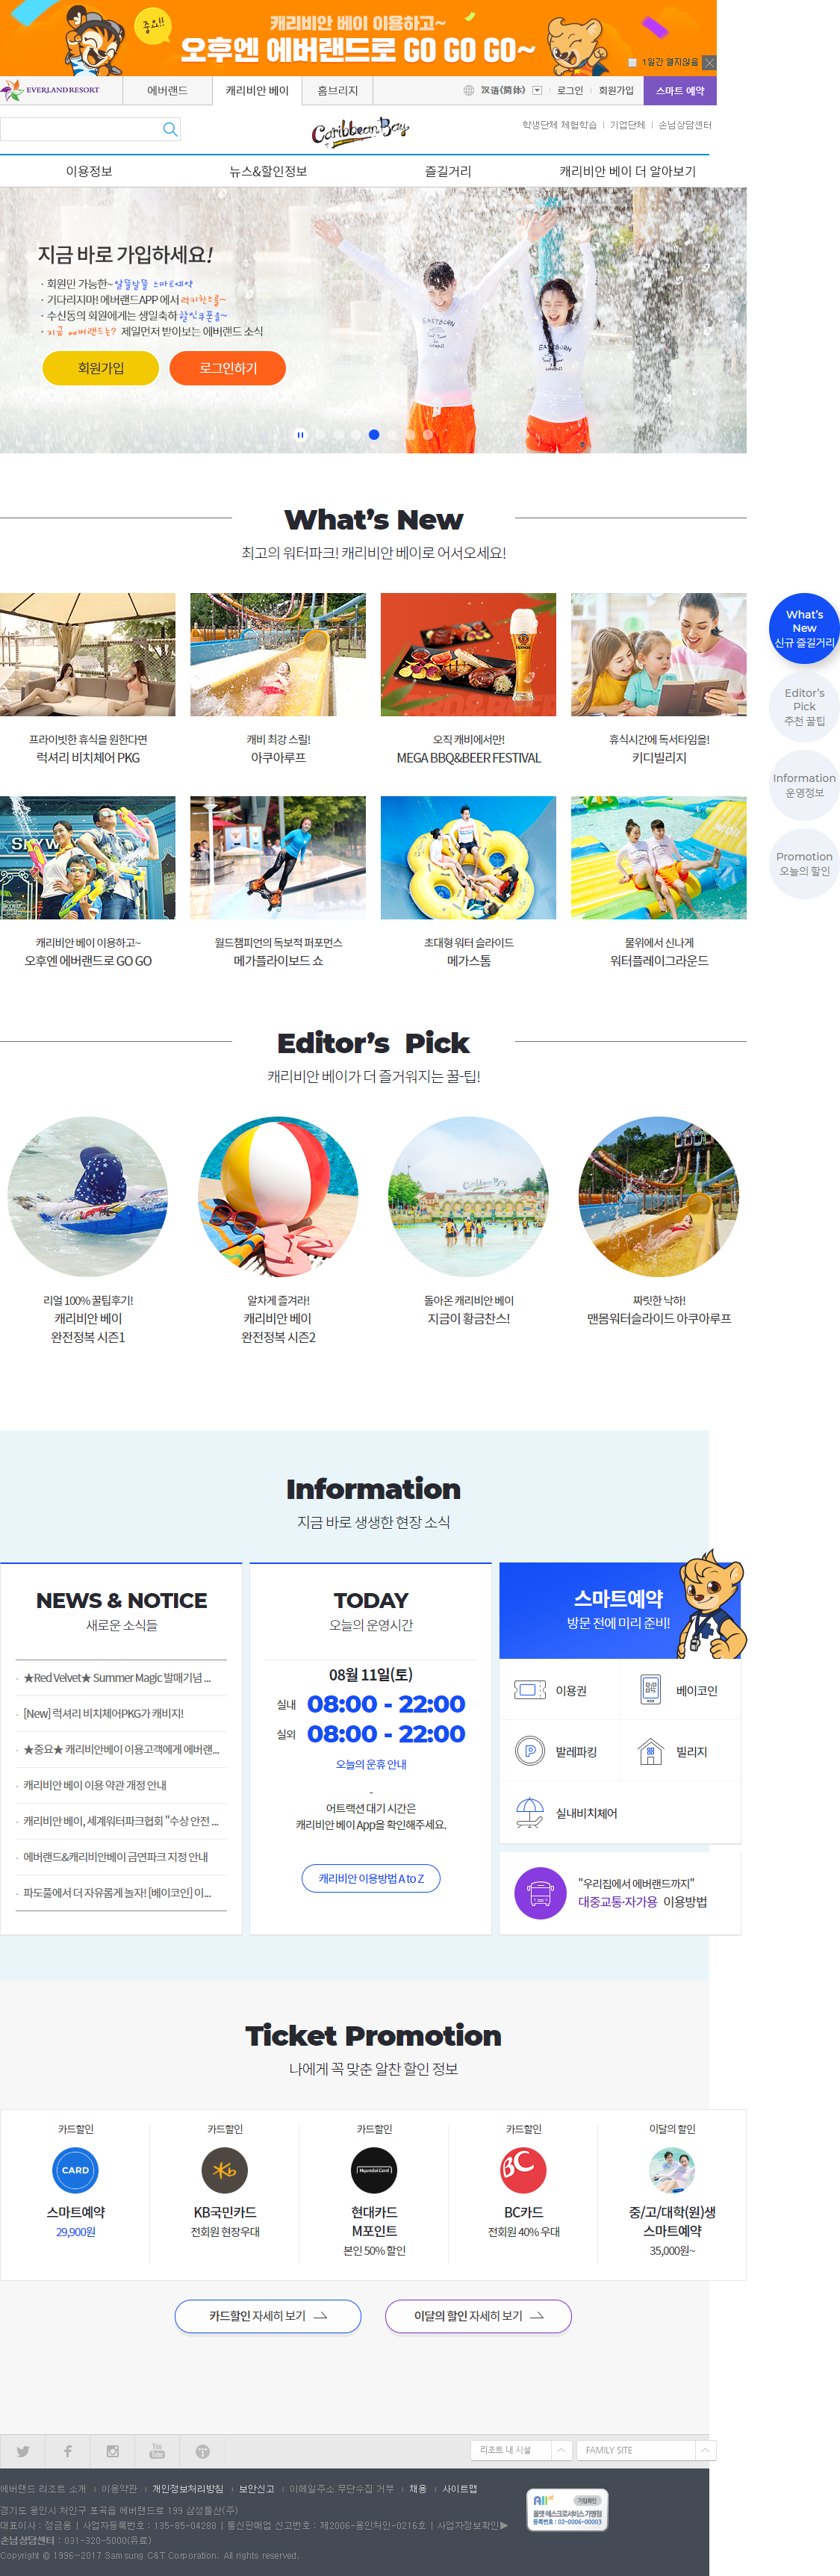 중요!!
캐리비안 베이 이용하고~
오후엔 에버랜드로 GO GO GO~
1일간 열지않음
EVERLAND RESORT
에버랜드
캐리비안 베이
홈브리지
汉语(简体)
로그인
회원가입
스마트 예약
Caribbean Bay
학생단체 체험학습
기업단체
손님상담센터
이용정보
뉴스&할인정보
즐길거리
캐리비안 베이 더 알아보기
지금 바로 가입하세요!
· 회원만 가능한~ 알뜰살뜰 스마트예약
· 기다리지마! 에버랜드APP 에서 럭키찬스를~
· 수신동의 회원에게는 생일축하 할인쿠폰을~
· 지금 에버랜드는? 제일먼저 받아보는 에버랜드 소식
회원가입
로그인하기
What's New
최고의 워터파크! 캐리비안 베이로 어서오세요!
프라이빗한 휴식을 원한다면
럭셔리 비치체어 PKG
캐비 최강 스릴!
아쿠아루프
오직 캐비에서만!
MEGA BBQ&BEER FESTIVAL
휴식시간에 독서타임을!
키디빌리지
캐리비안 베이 이용하고~
오후엔 에버랜드로 GO GO
월드챔피언의 독보적 퍼포먼스
메가플라이보드 쇼
초대형 워터 슬라이드
메가스톰
물위에서 신나게
워터플레이그라운드
What's
New
신규 즐길거리
Editor's
Pick
추천 꿀팁
Information
운영정보
Promotion
오늘의 할인
Editor's Pick
캐리비안 베이가 더 즐거워지는 꿀-팁!
리얼 100% 꿀팁후기!
캐리비안 베이
완전정복 시즌1
알차게 즐겨라!
캐리비안 베이
완전정복 시즌2
돌아온 캐리비안 베이
지금이 황금찬스!
짜릿한 낙하!
맨몸워터슬라이드 아쿠아루프
Information
지금 바로 생생한 현장 소식
NEWS & NOTICE
새로운 소식들
· ★Red Velvet★ Summer Magic 발매기념 ...
· [New] 럭셔리 비치체어PKG가 캐비지!
· ★중요★ 캐리비안베이 이용고객에게 에버랜...
· 캐리비안 베이 이용 약관 개정 안내
· 캐리비안 베이, 세계워터파크협회 "수상 안전 ...
· 에버랜드&캐리비안베이 금연파크 지정 안내
· 파도풀에서 더 자유롭게 놀자! [베이코인] 이...
TODAY
오늘의 운영시간
08월 11일(토)
실내 08:00 - 22:00
실외 08:00 - 22:00
오늘의 운휴 안내
-
어트랙션 대기 시간은
캐리비안 베이 App을 확인해주세요.
캐리비안 이용방법 A to Z
스마트예약
방문 전에 미리 준비!
이용권
베이코인
발레파킹
빌리지
실내비치체어
"우리집에서 에버랜드까지"
대중교통·자가용 이용방법
Ticket Promotion
나에게 꼭 맞춘 알찬 할인 정보
카드할인
CARD
스마트예약
29,900원
카드할인
KB국민카드
전회원 현장우대
카드할인
Hyundai Card
현대카드
M포인트
본인 50% 할인
카드할인
BC
BC카드
전회원 40% 우대
이달의 할인
중/고/대학(원)생
스마트예약
35,000원~
카드할인 자세히 보기
이달의 할인 자세히 보기
You Tube
리조트 내 시설
FAMILY SITE
에버랜드 리조트 소개
이용약관
개인정보처리방침
보안신고
이메일주소 무단수집 거부
채용
사이트맵
경기도 용인시 처인구 포곡읍 에버랜드로 199 삼성물산(주)
대표이사 : 정금용 | 사업자등록번호 : 135-85-04288 | 통신판매업 신고번호 : 제2006-용인처인-0216호 | 사업자정보확인▶
손님상담센터 : 031-320-5000(유료)
Copyright © 1996~2017 Samsung C&T Corporation. All rights reserved.
가입확인
올앳 에스크로서비스 가맹점
등록번호 : 02-0006-00003